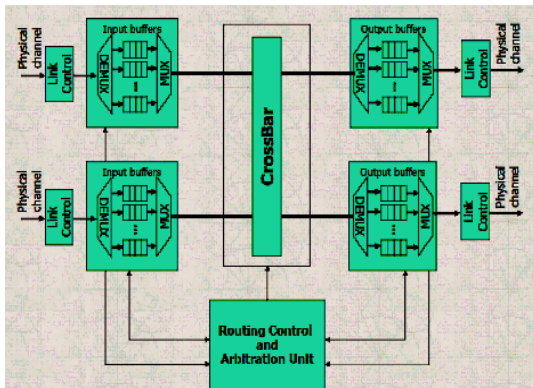 Physical
channel
Link
Control
Input buffers
DEMUX
...
MUX
CrossBar
Output buffers
DEMUX
...
MUX
Link
Control
Physical
channel
Physical
channel
Link
Control
Input buffers
DEMUX
...
MUX
Output buffers
DEMUX
...
MUX
Link
Control
Physical
channel
Routing Control
and
Arbitration Unit